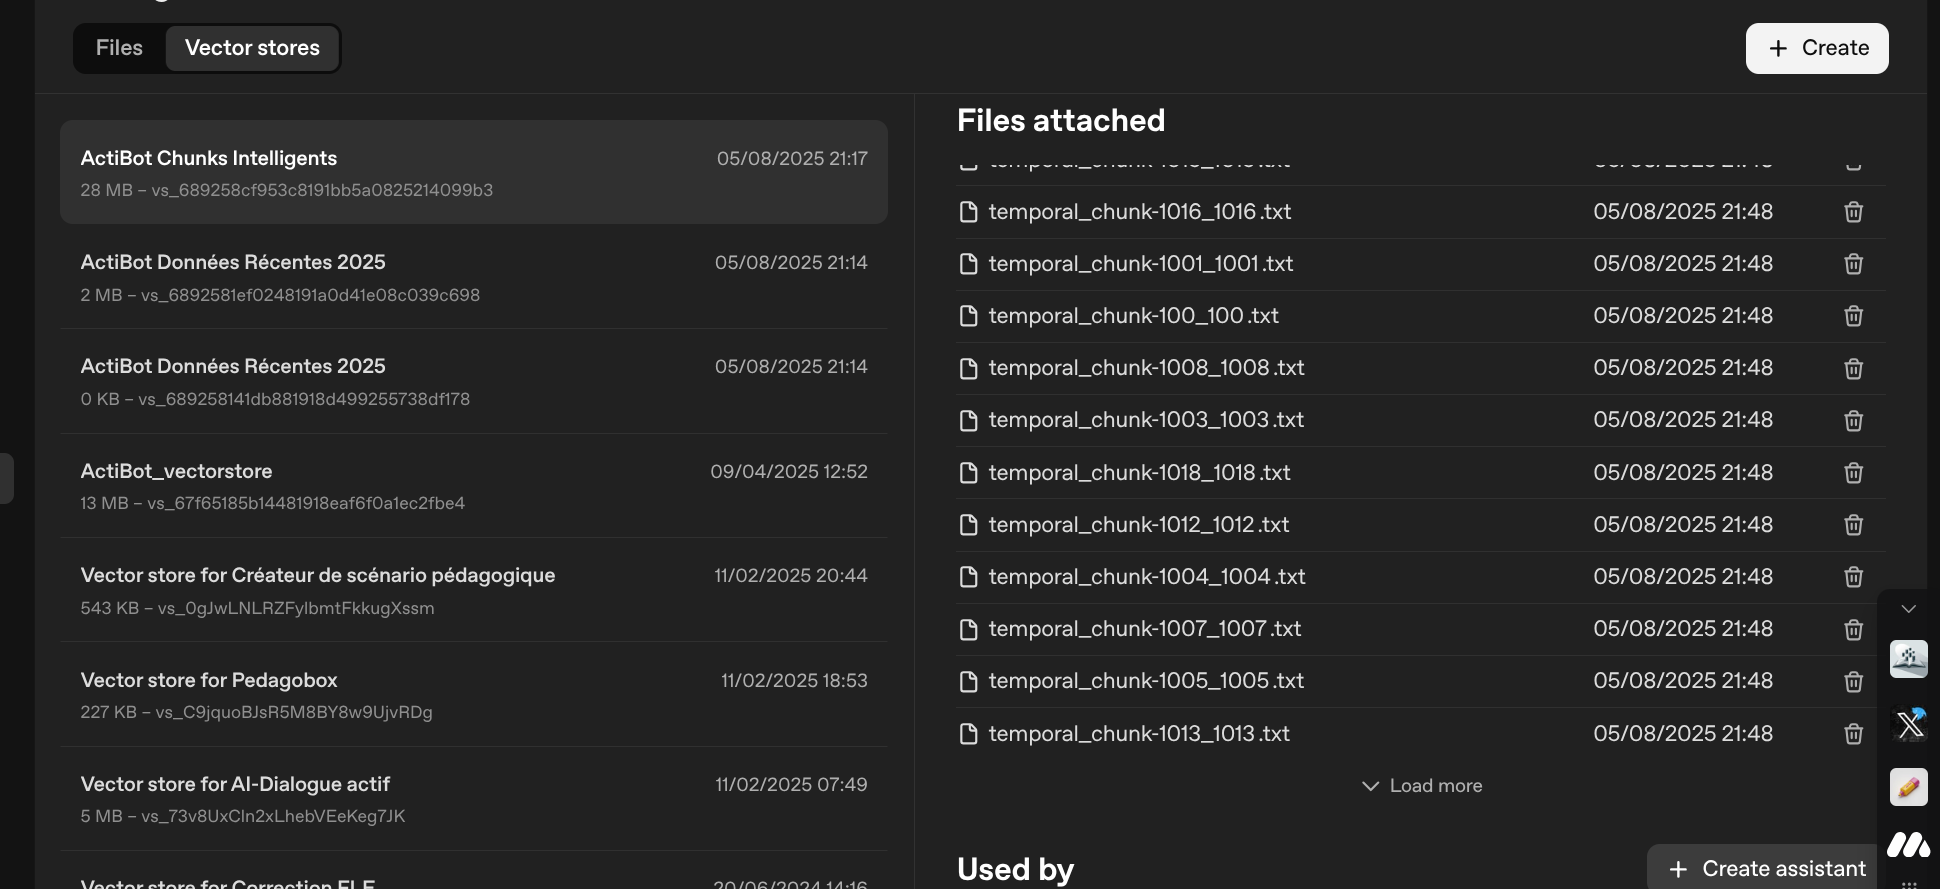 Files
Vector stores
+ Create
ActiBot Chunks Intelligents 05/08/2025 21:17
28 MB – vs_689258cf953c8191bb5a0825214099b3
ActiBot Données Récentes 2025 05/08/2025 21:14
2 MB – vs_6892581ef0248191a0d41e08c039c698
ActiBot Données Récentes 2025 05/08/2025 21:14
0 KB – vs_689258141db881918d499255738df178
ActiBot_vectorstore 09/04/2025 12:52
13 MB – vs_67f65185b14481918eaf6f0a1ec2fbe4
Vector store for Créateur de scénario pédagogique 11/02/2025 20:44
543 KB – vs_0gJwLNLRZFyIbmtFkkugXssm
Vector store for Pedagobox 11/02/2025 18:53
227 KB – vs_C9jquoBJsR5M8BY8w9UjvRDg
Vector store for AI-Dialogue actif 11/02/2025 07:49
5 MB – vs_73v8UxCln2xLhebVEeKeg7JK
Vector store for Correction ELE 20/06/2024 14:16
Files attached
temporal_chunk-1016_1016.txt 05/08/2025 21:48
temporal_chunk-1001_1001.txt 05/08/2025 21:48
temporal_chunk-100_100.txt 05/08/2025 21:48
temporal_chunk-1008_1008.txt 05/08/2025 21:48
temporal_chunk-1003_1003.txt 05/08/2025 21:48
temporal_chunk-1018_1018.txt 05/08/2025 21:48
temporal_chunk-1012_1012.txt 05/08/2025 21:48
temporal_chunk-1004_1004.txt 05/08/2025 21:48
temporal_chunk-1007_1007.txt 05/08/2025 21:48
temporal_chunk-1005_1005.txt 05/08/2025 21:48
temporal_chunk-1013_1013.txt 05/08/2025 21:48
Load more
Used by
+ Create assistant